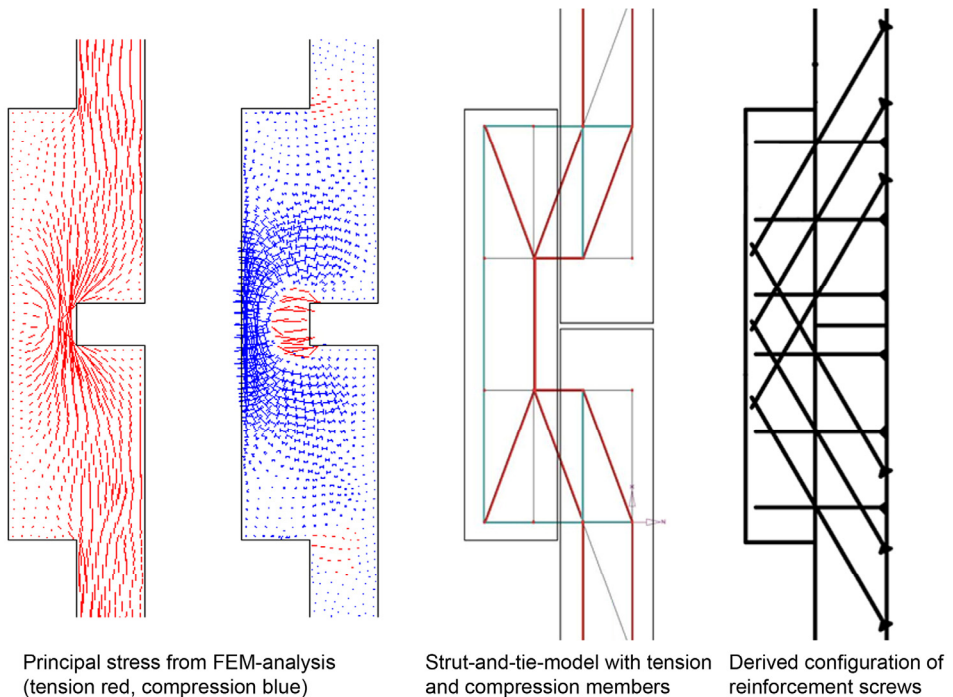 Principal stress from FEM-analysis
(tension red, compression blue)
Strut-and-tie-model with tension
and compression members
Derived configuration of
reinforcement screws